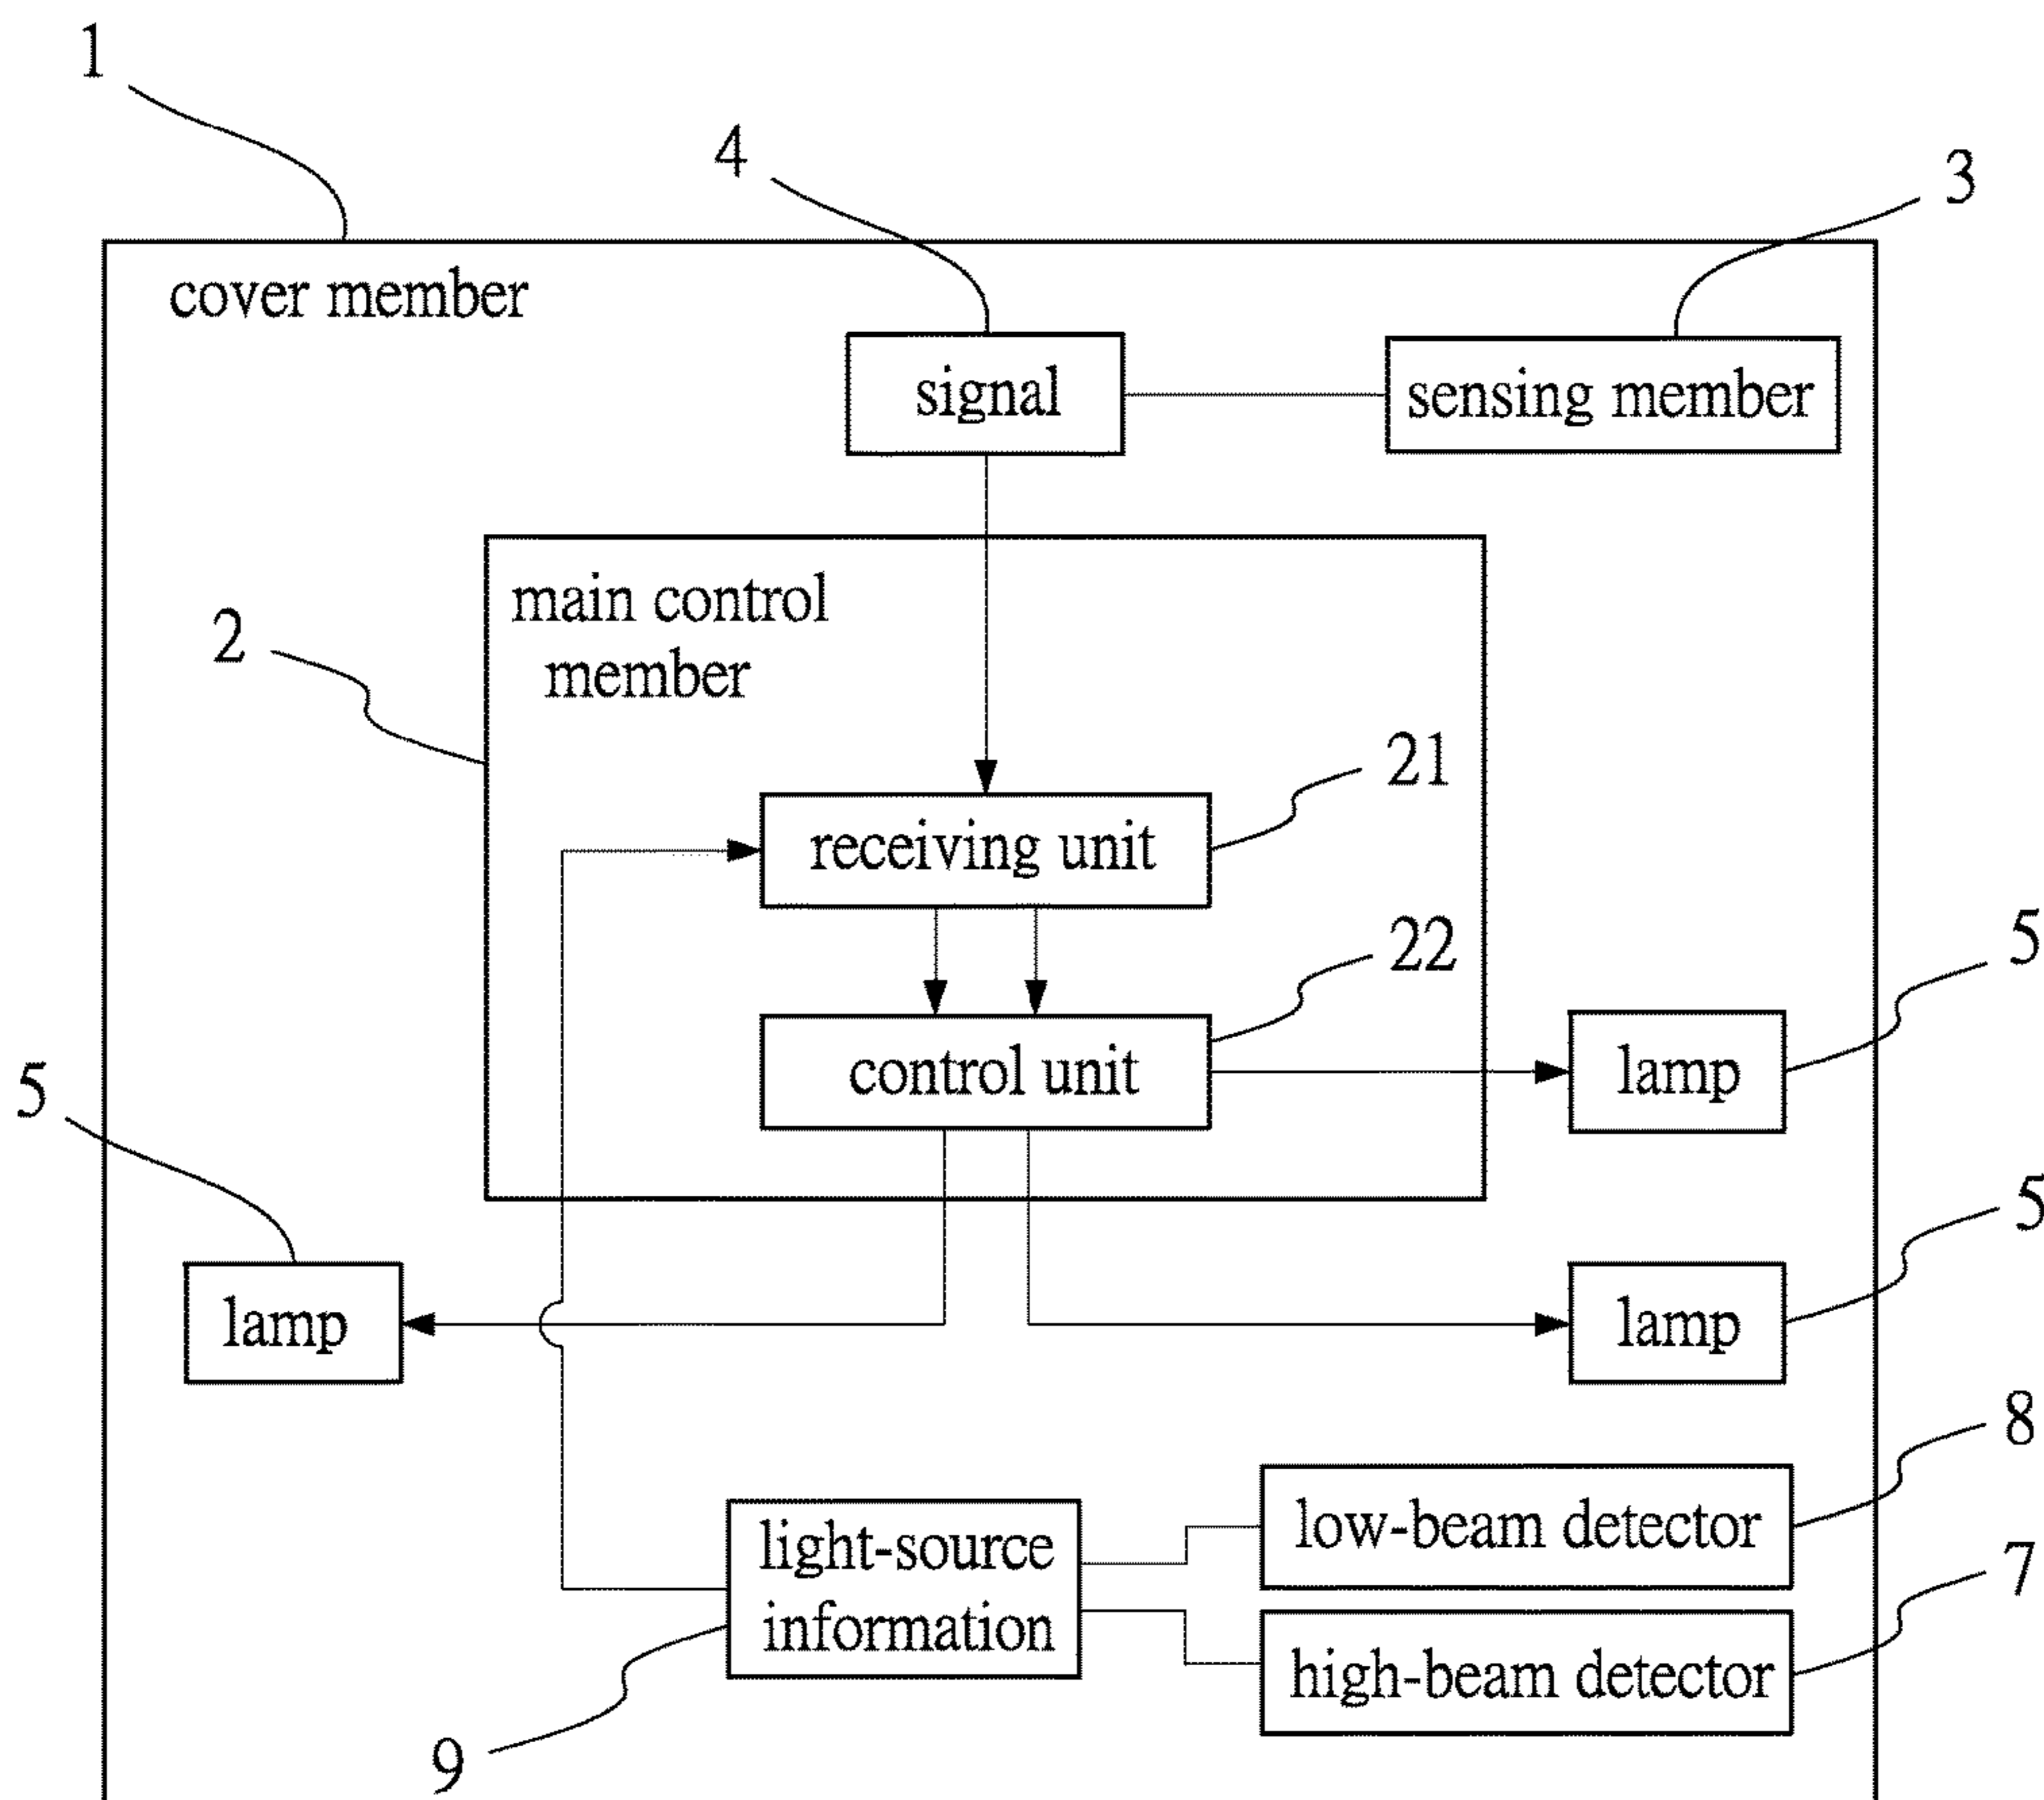 1
4
3
cover member
signal
sensing member
main control
member
2
21
receiving unit
22
control unit
5
lamp
5
lamp
5
lamp
8
light-source
information
low-beam detector
7
high-beam detector
9